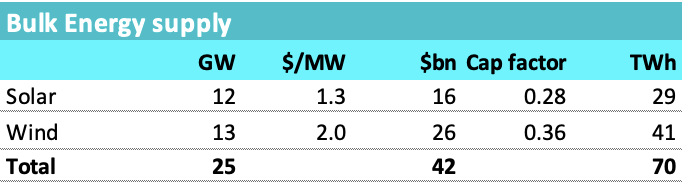 Bulk Energy supply
GW $/MW $bn Cap factor TWh
Solar 12 1.3 16 0.28 29
Wind 13 2.0 26 0.36 41
Total 25 42 70